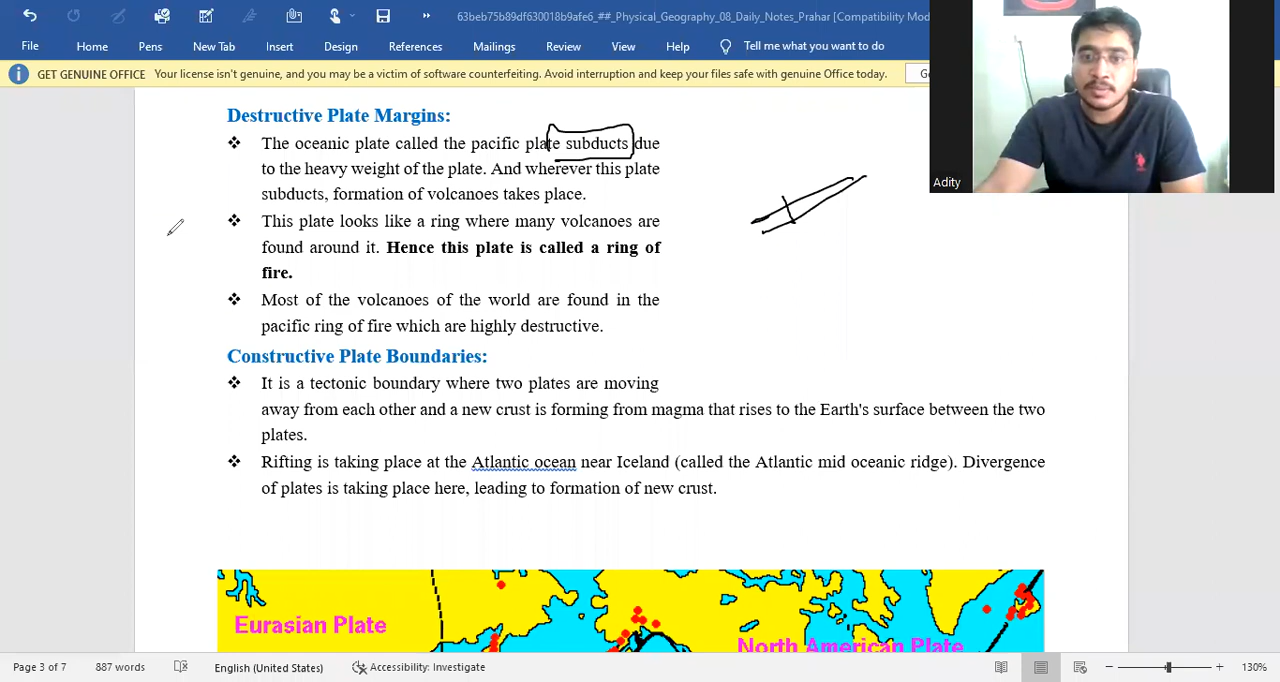 63beb75b89df630018b9afe6_##_Physical_Geography_08_Daily_Notes_Prahar [Compatibility Mod
File Home Pens New Tab Insert Draw Design References Mailings Review View Help Tell me what you want to do
GET GENUINE OFFICE Your license isn't genuine, and you may be a victim of software counterfeiting. Avoid interruption and keep your files safe with genuine Office today. Ge
Destructive Plate Margins:
❖ The oceanic plate called the pacific plate subducts due
to the heavy weight of the plate. And wherever this plate
subducts, formation of volcanoes takes place.
❖ This plate looks like a ring where many volcanoes are
found around it. Hence this plate is called a ring of
fire.
❖ Most of the volcanoes of the world are found in the
pacific ring of fire which are highly destructive.
Constructive Plate Boundaries:
❖ It is a tectonic boundary where two plates are moving
away from each other and a new crust is forming from magma that rises to the Earth's surface between the two
plates.
❖ Rifting is taking place at the Atlantic ocean near Iceland (called the Atlantic mid oceanic ridge). Divergence
of plates is taking place here, leading to formation of new crust.
Eurasian Plate
North American Plate
Adity
Page 3 of 7 887 words English (United States) Accessibility: Investigate 130%